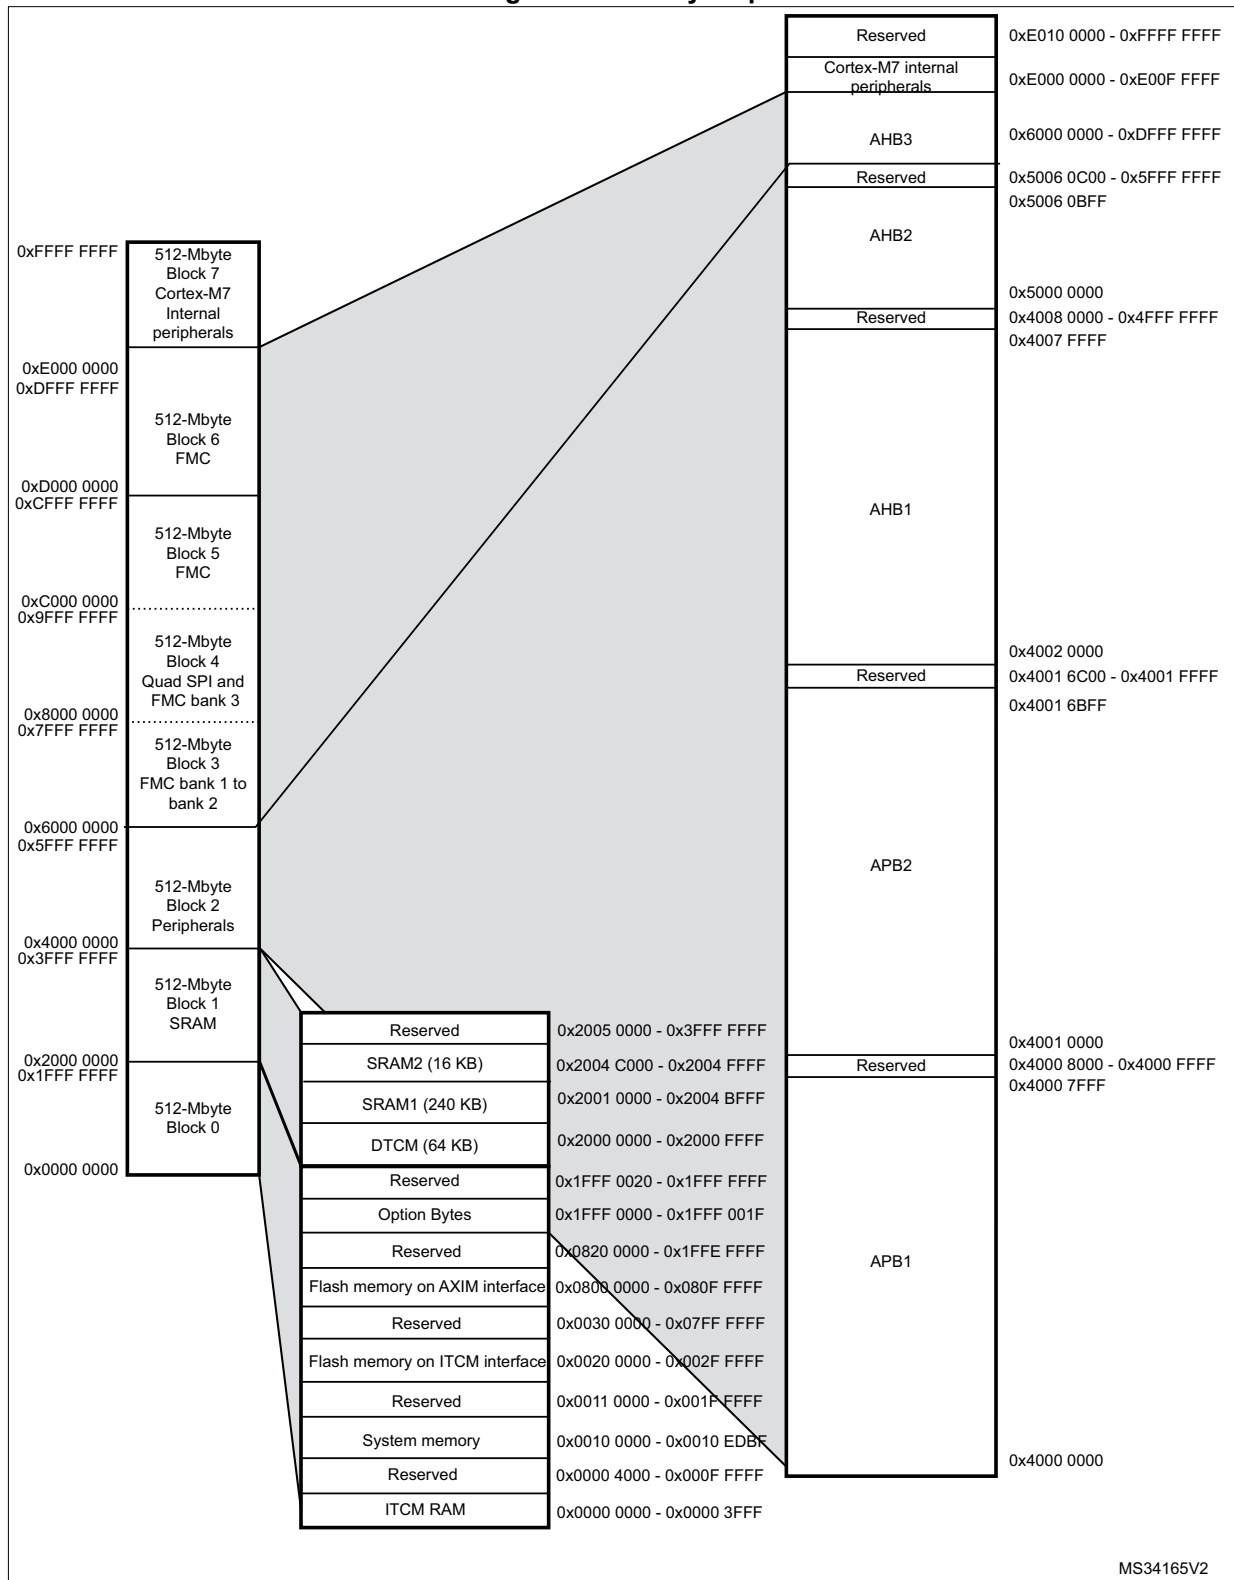 0xFFFF FFFF
512-Mbyte
Block 7
Cortex-M7
Internal
peripherals
0xE000 0000
0xDFFF FFFF
512-Mbyte
Block 6
FMC
0xD000 0000
0xCFFF FFFF
512-Mbyte
Block 5
FMC
0xC000 0000
0x9FFF FFFF
512-Mbyte
Block 4
Quad SPI and
FMC bank 3
0x8000 0000
0x7FFF FFFF
512-Mbyte
Block 3
FMC bank 1 to
bank 2
0x6000 0000
0x5FFF FFFF
512-Mbyte
Block 2
Peripherals
0x4000 0000
0x3FFF FFFF
512-Mbyte
Block 1
SRAM
0x2000 0000
0x1FFF FFFF
512-Mbyte
Block 0
0x0000 0000
Reserved 0x2005 0000 - 0x3FFF FFFF
SRAM2 (16 KB) 0x2004 C000 - 0x2004 FFFF
SRAM1 (240 KB) 0x2001 0000 - 0x2004 BFFF
DTCM (64 KB) 0x2000 0000 - 0x2000 FFFF
Reserved 0x1FFF 0020 - 0x1FFF FFFF
Option Bytes 0x1FFF 0000 - 0x1FFF 001F
Reserved 0x0820 0000 - 0x1FFE FFFF
Flash memory on AXIM interface 0x0800 0000 - 0x080F FFFF
Reserved 0x0030 0000 - 0x07FF FFFF
Flash memory on ITCM interface 0x0020 0000 - 0x002F FFFF
Reserved 0x0011 0000 - 0x001F FFFF
System memory 0x0010 0000 - 0x0010 EDBF
Reserved 0x0000 4000 - 0x000F FFFF
ITCM RAM 0x0000 0000 - 0x0000 3FFF
Reserved 0xE010 0000 - 0xFFFF FFFF
Cortex-M7 internal
peripherals 0xE000 0000 - 0xE00F FFFF
AHB3 0x6000 0000 - 0xDFFF FFFF
Reserved 0x5006 0C00 - 0x5FFF FFFF
0x5006 0BFF
AHB2
0x5000 0000
Reserved 0x4008 0000 - 0x4FFF FFFF
0x4007 FFFF
AHB1
0x4002 0000
Reserved 0x4001 6C00 - 0x4001 FFFF
0x4001 6BFF
APB2
0x4001 0000
Reserved 0x4000 8000 - 0x4000 FFFF
0x4000 7FFF
APB1
0x4000 0000
MS34165V2